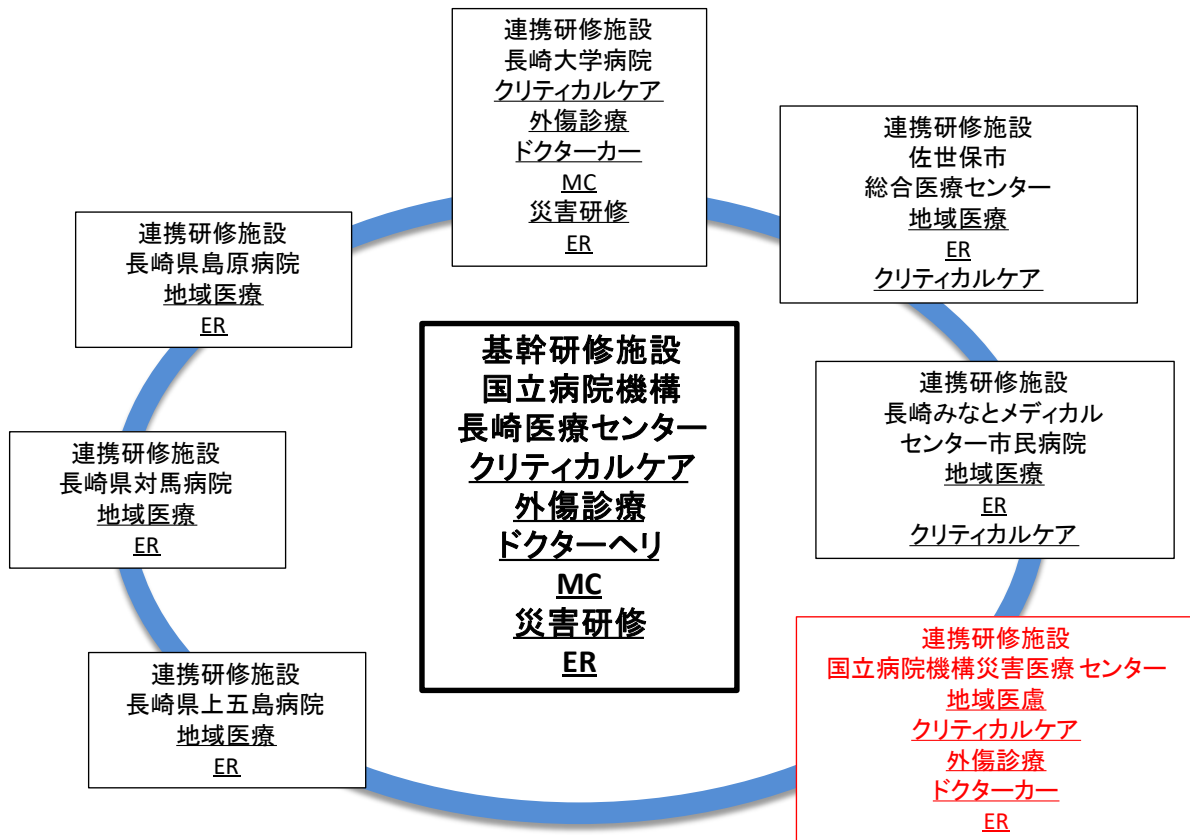 連携研修施設
長崎大学病院
クリティカルケア
外傷診療
ドクターカー
MC
災害研修
ER
連携研修施設
佐世保市
総合医療センター
地域医療
ER
クリティカルケア
連携研修施設
長崎県島原病院
地域医療
ER
基幹研修施設
国立病院機構
長崎医療センター
クリティカルケア
外傷診療
ドクターヘリ
MC
災害研修
ER
連携研修施設
長崎みなとメディカル
センター市民病院
地域医療
ER
クリティカルケア
連携研修施設
長崎県対馬病院
地域医療
ER
連携研修施設
国立病院機構災害医療センター
地域医慮
クリティカルケア
外傷診療
ドクターカー
ER
連携研修施設
長崎県上五島病院
地域医療
ER